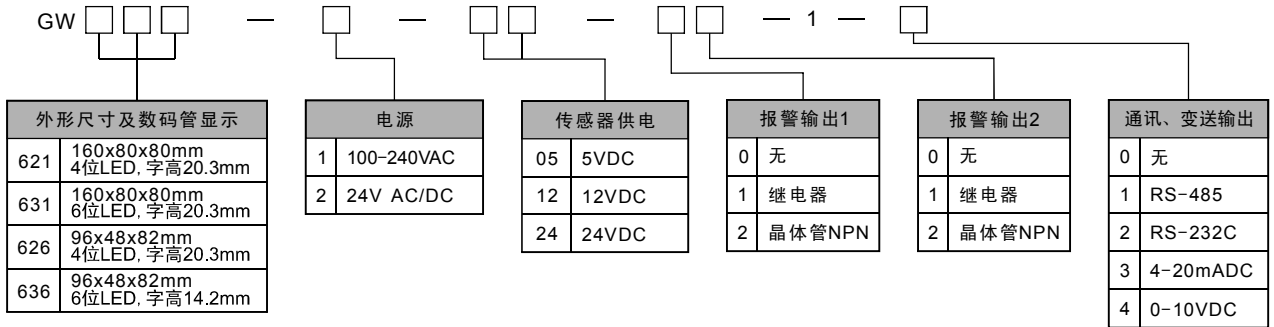 GW — — — 1 —
外形尺寸及数码管显示
621 160x80x80mm
4位LED, 字高20.3mm
631 160x80x80mm
6位LED, 字高20.3mm
626 96x48x82mm
4位LED, 字高20.3mm
636 96x48x82mm
6位LED, 字高14.2mm
电源
1 100-240VAC
2 24V AC/DC
传感器供电
05 5VDC
12 12VDC
24 24VDC
报警输出1
0 无
1 继电器
2 晶体管NPN
报警输出2
0 无
1 继电器
2 晶体管NPN
通讯、变送输出
0 无
1 RS-485
2 RS-232C
3 4-20mADC
4 0-10VDC